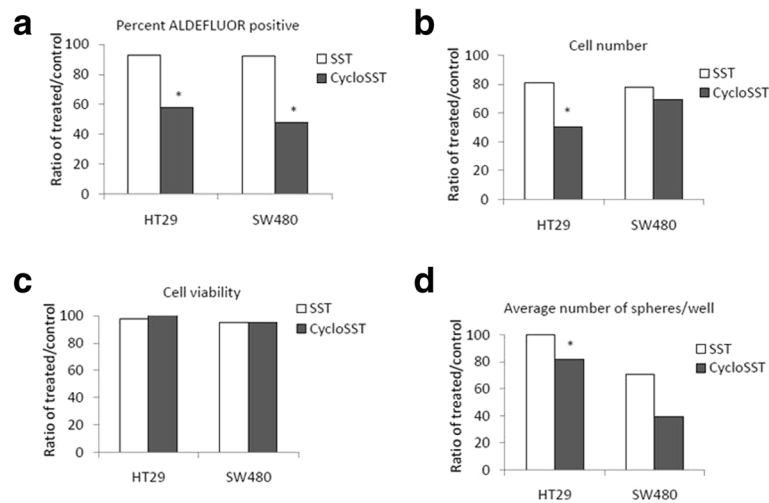 a
Percent ALDEFLUOR positive
Ratio of treated/control
100
80
60
40
20
0
*
*
HT29
SW480
SST
CycloSST
b
Cell number
Ratio of treated/control
100
80
60
40
20
0
*
HT29
SW480
SST
CycloSST
c
Cell viability
Ratio of treated/control
100
80
60
40
20
0
HT29
SW480
SST
CycloSST
d
Average number of spheres/well
Ratio of treated/control
100
80
60
40
20
0
*
HT29
SW480
SST
CycloSST